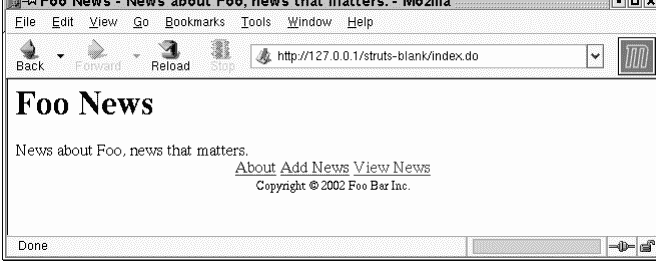 Foo News - News about Foo, news that matters. - Mozilla
File Edit View Go Bookmarks Tools Window Help
Back Forward Reload Stop http://127.0.0.1/struts-blank/index.do
Foo News
News about Foo, news that matters.
About Add News View News
Copyright © 2002 Foo Bar Inc.
Done